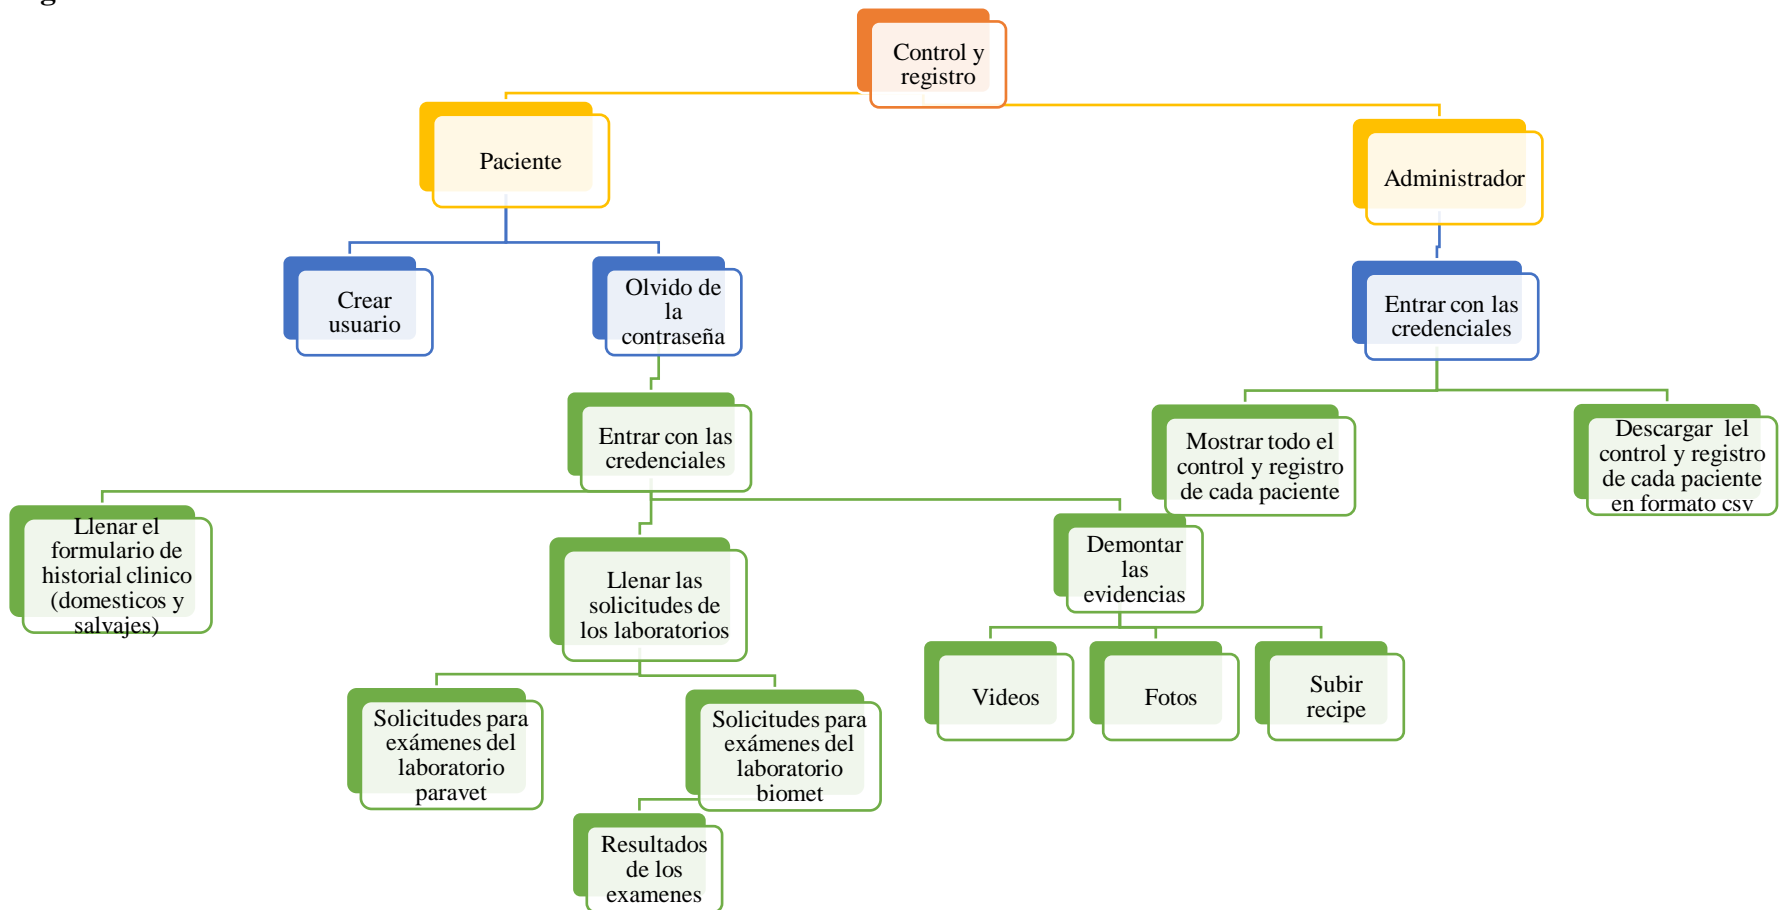 Control y
registro
Paciente
Administrador
Crear
usuario
Olvido de
la
contraseña
Entrar con las
credenciales
Entrar con las
credenciales
Mostrar todo el
control y registro
de cada paciente
Descargar  lel
control y registro
de cada paciente
en formato csv
Llenar el
formulario de
historial clinico
(domesticos y
salvajes)
Llenar las
solicitudes de
los laboratorios
Demontar
las
evidencias
Videos
Fotos
Subir
recipe
Solicitudes para
exámenes del
laboratorio
paravet
Solicitudes para
exámenes del
laboratorio
biomet
Resultados
de los
examenes